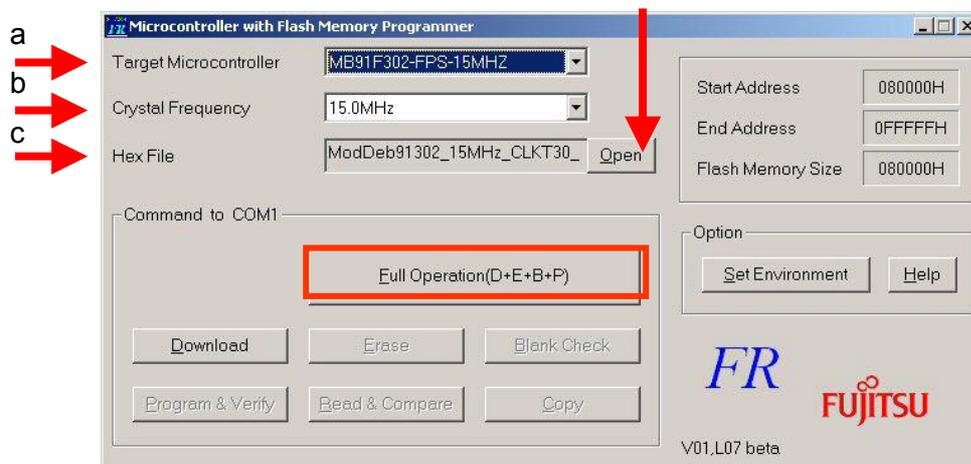 Microcontroller with Flash Memory Programmer
a
Target Microcontroller MB91F302-FPS-15MHZ
b
Crystal Frequency 15.0MHz
c
Hex File ModDeb91302_15MHz_CLKT30_ Open
Start Address 080000H
End Address 0FFFFFH
Flash Memory Size 080000H
Command to COM1
Full Operation(D+E+B+P)
Download Erase Blank Check
Program & Verify Read & Compare Copy
Option
Set Environment Help
FR
FUJITSU
V01,L07 beta